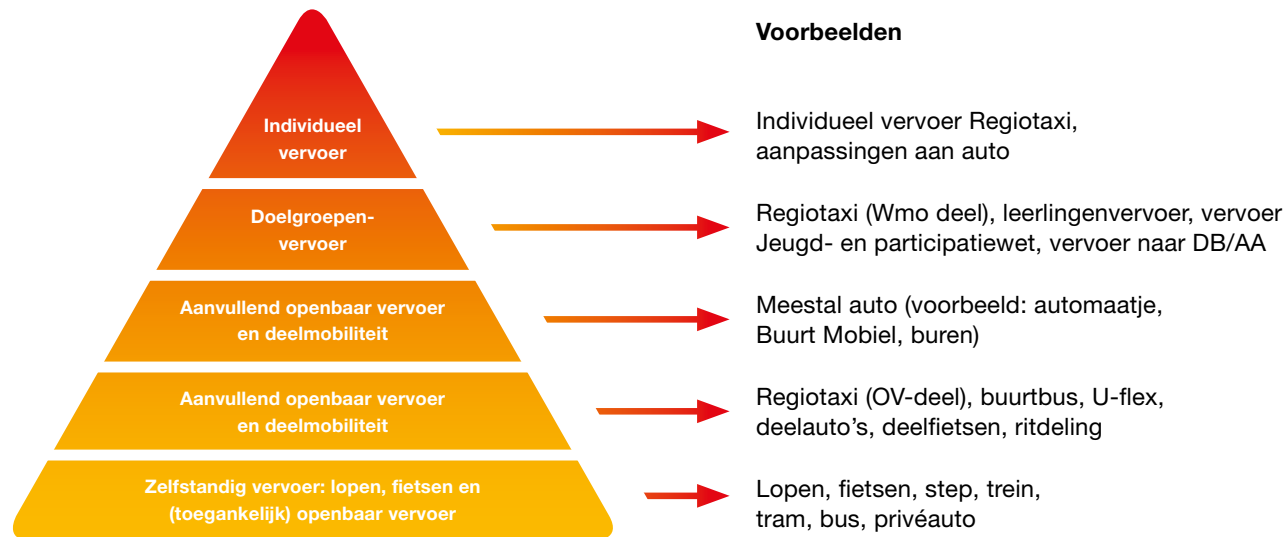 Voorbeelden
Individueel
vervoer
Individueel vervoer Regiotaxi,
aanpassingen aan auto
Doelgroepen-
vervoer
Regiotaxi (Wmo deel), leerlingenvervoer, vervoer
Jeugd- en participatiewet, vervoer naar DB/AA
Aanvullend openbaar vervoer
en deelmobiliteit
Meestal auto (voorbeeld: automaatje,
Buurt Mobiel, buren)
Aanvullend openbaar vervoer
en deelmobiliteit
Regiotaxi (OV-deel), buurtbus, U-flex,
deelauto’s, deelfietsen, ritdeling
Zelfstandig vervoer: lopen, fietsen en
(toegankelijk) openbaar vervoer
Lopen, fietsen, step, trein,
tram, bus, privéauto